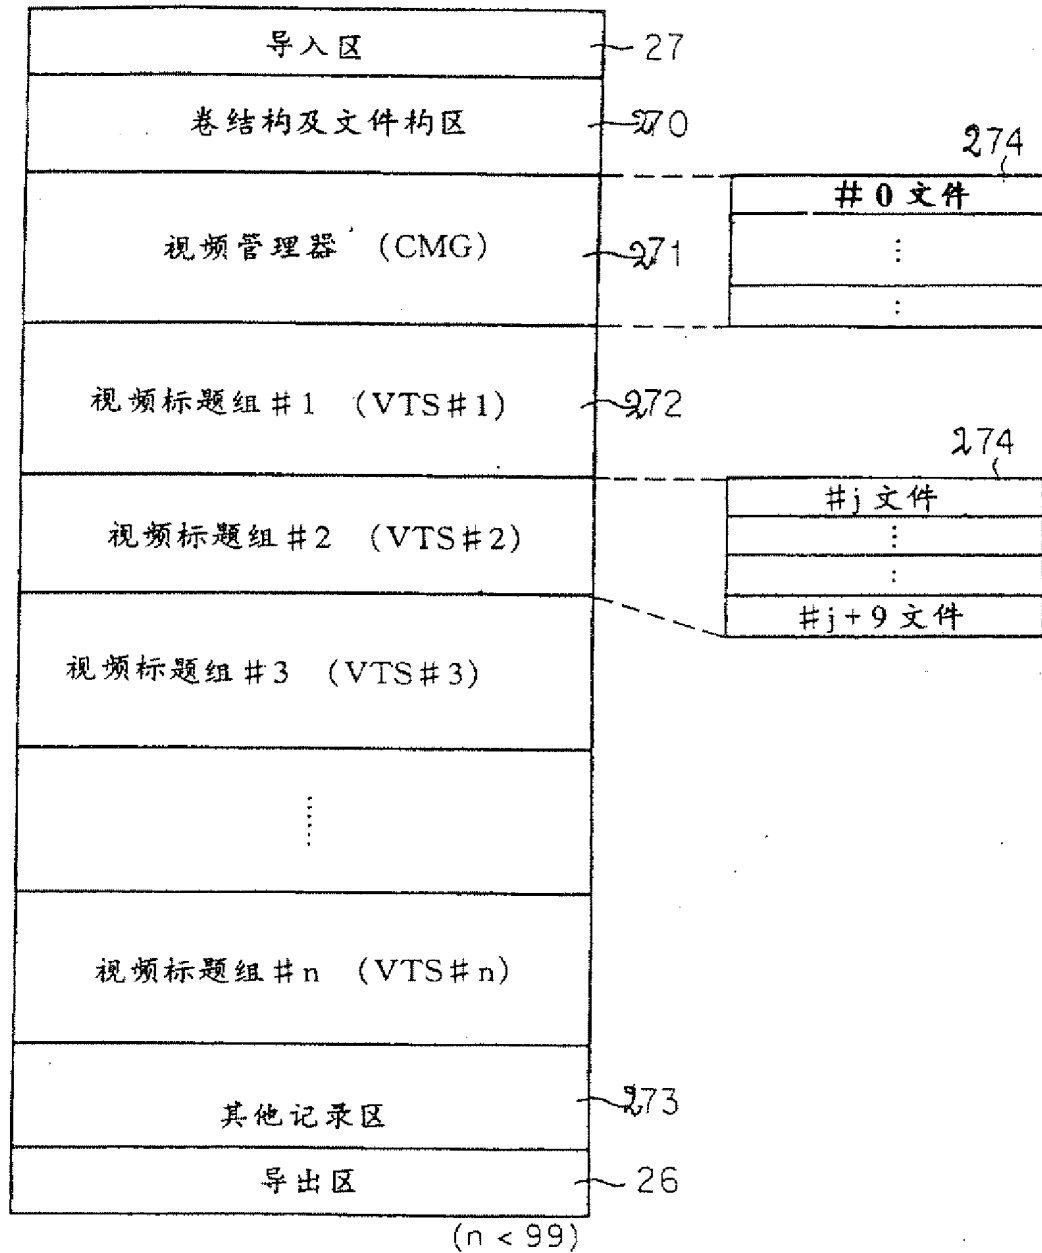 导入区
27
卷结构及文件构区
270
274
#0文件
⋮
:
视频管理器 (CMG)
271
视频标题组#1 (VTS#1)
272
274
#j文件
⋮
:
#j+9文件
视频标题组#2 (VTS#2)
视频标题组#3 (VTS#3)
⋮
视频标题组#n (VTS#n)
其他记录区
273
导出区
26
(n < 99)